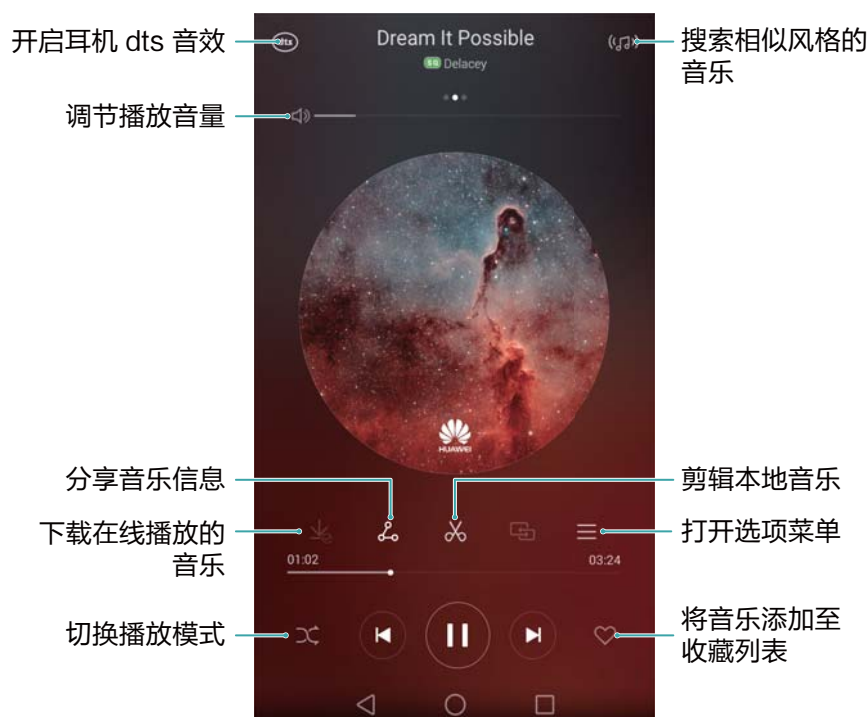 开启耳机 dts 音效
dts
Dream It Possible
搜索相似风格的
音乐
SQ Delacey
调节播放音量
HUAWEI
分享音乐信息
剪辑本地音乐
下载在线播放的
音乐
打开选项菜单
01:02
03:24
切换播放模式
将音乐添加至
收藏列表